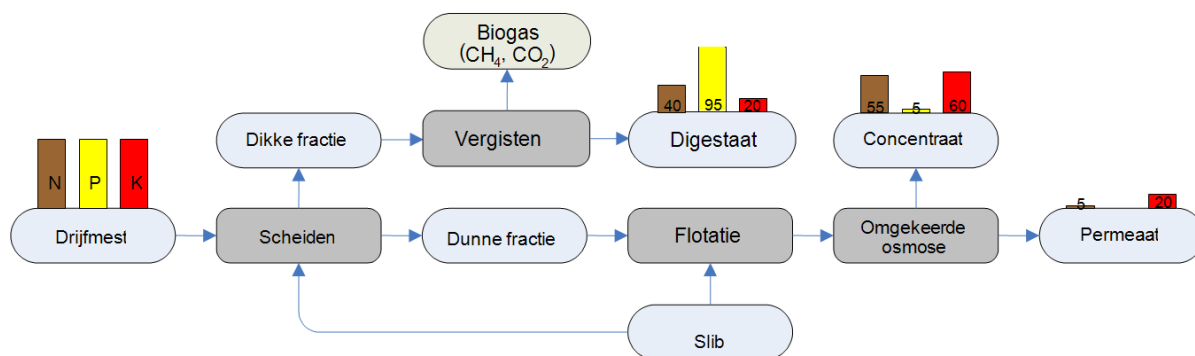 Biogas
(CH4, CO2)
40
95
20
55
5
60
Dikke fractie
Vergisten
Digestaat
Concentraat
N
P
K
5
20
Drijfmest
Scheiden
Dunne fractie
Flotatie
Omgekeerde
osmose
Permeaat
Slib